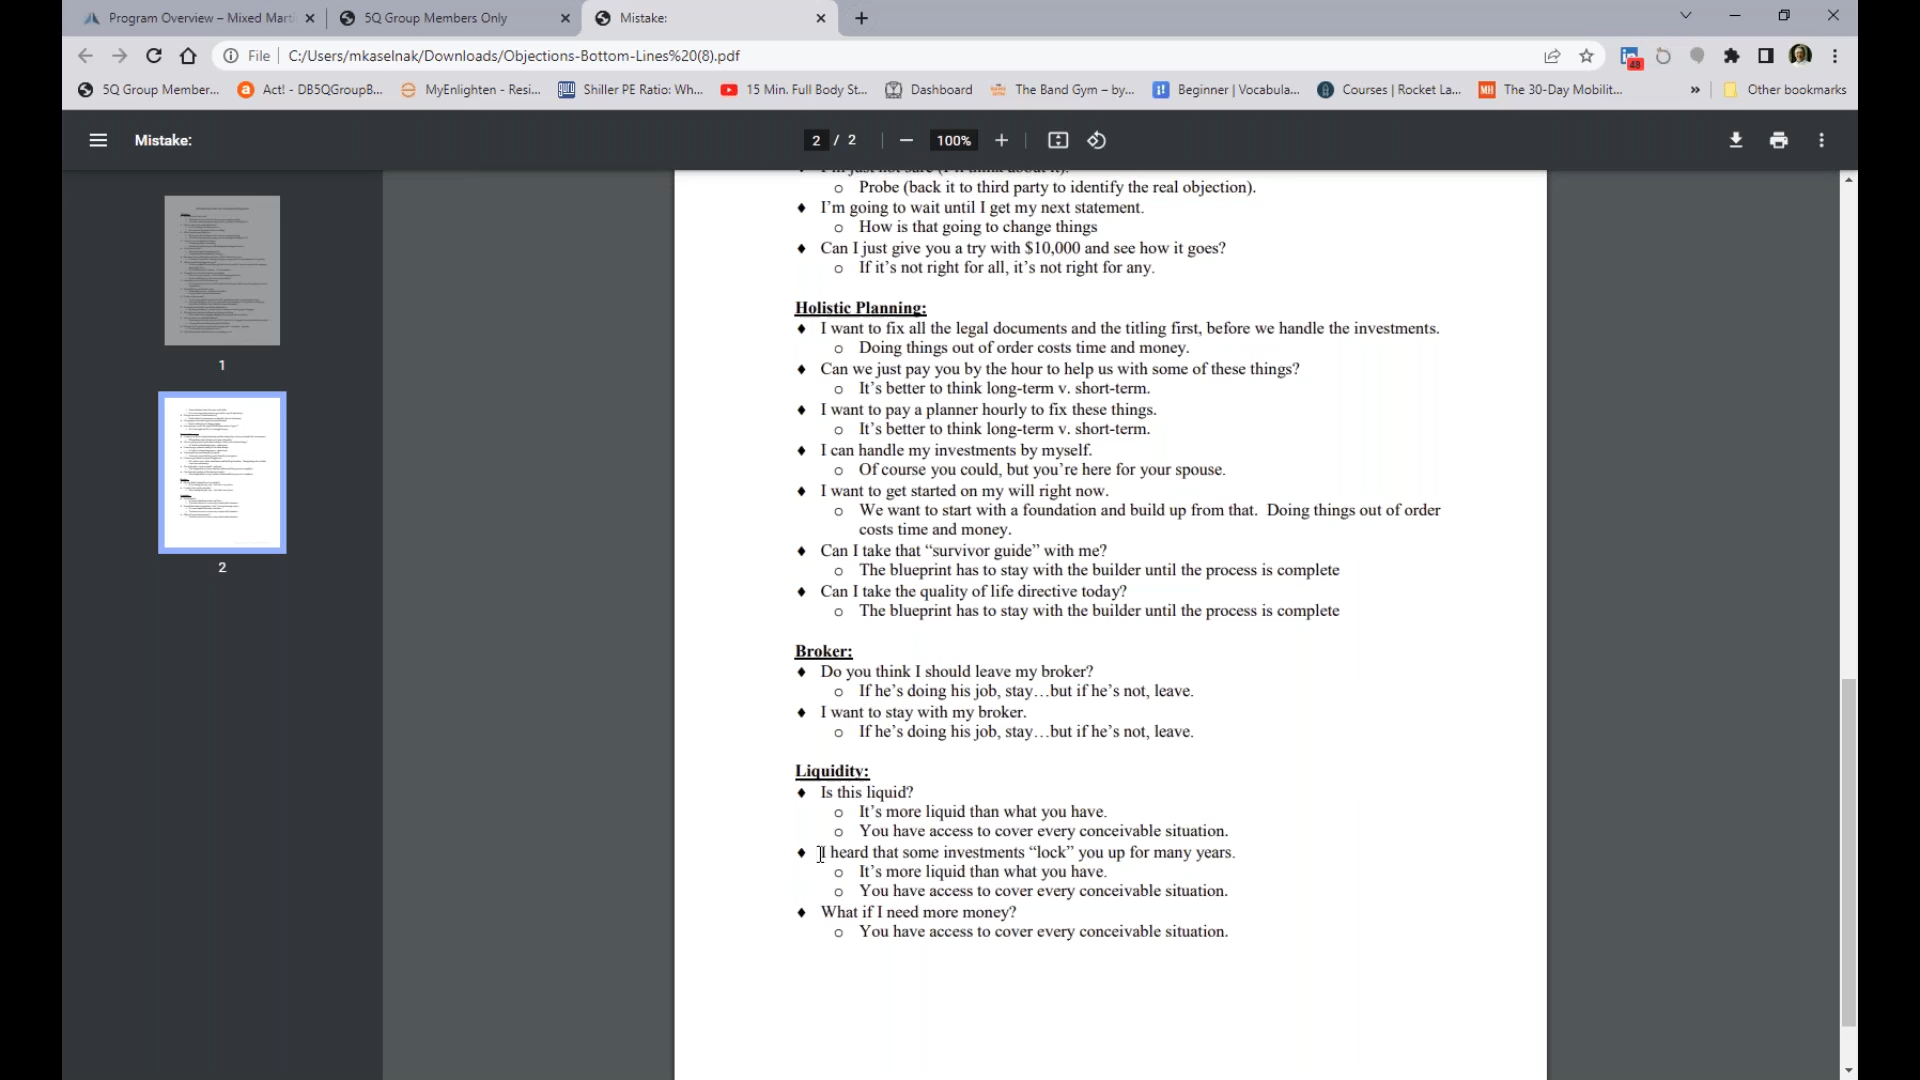 Program Overview – Mixed Marti
5Q Group Members Only
Mistake:
File
C:/Users/mkaselnak/Downloads/Objections-Bottom-Lines%20(8).pdf
48
5Q Group Member...
Act! - DB5QGroupB...
MyEnlighten - Resi...
Shiller PE Ratio: Wh...
15 Min. Full Body St...
Dashboard
The Band Gym – by...
Beginner | Vocabula...
Courses | Rocket La...
MH
The 30-Day Mobilit...
»
Other bookmarks
Mistake:
2 / 2
100%
1
2
o Probe (back it to third party to identify the real objection).
♦ I’m going to wait until I get my next statement.
o How is that going to change things
♦ Can I just give you a try with $10,000 and see how it goes?
o If it’s not right for all, it’s not right for any.
Holistic Planning:
♦ I want to fix all the legal documents and the titling first, before we handle the investments.
o Doing things out of order costs time and money.
♦ Can we just pay you by the hour to help us with some of these things?
o It’s better to think long-term v. short-term.
♦ I want to pay a planner hourly to fix these things.
o It’s better to think long-term v. short-term.
♦ I can handle my investments by myself.
o Of course you could, but you’re here for your spouse.
♦ I want to get started on my will right now.
o We want to start with a foundation and build up from that. Doing things out of order
costs time and money.
♦ Can I take that “survivor guide” with me?
o The blueprint has to stay with the builder until the process is complete
♦ Can I take the quality of life directive today?
o The blueprint has to stay with the builder until the process is complete
Broker:
♦ Do you think I should leave my broker?
o If he’s doing his job, stay…but if he’s not, leave.
♦ I want to stay with my broker.
o If he’s doing his job, stay…but if he’s not, leave.
Liquidity:
♦ Is this liquid?
o It’s more liquid than what you have.
o You have access to cover every conceivable situation.
♦ I heard that some investments “lock” you up for many years.
o It’s more liquid than what you have.
o You have access to cover every conceivable situation.
♦ What if I need more money?
o You have access to cover every conceivable situation.